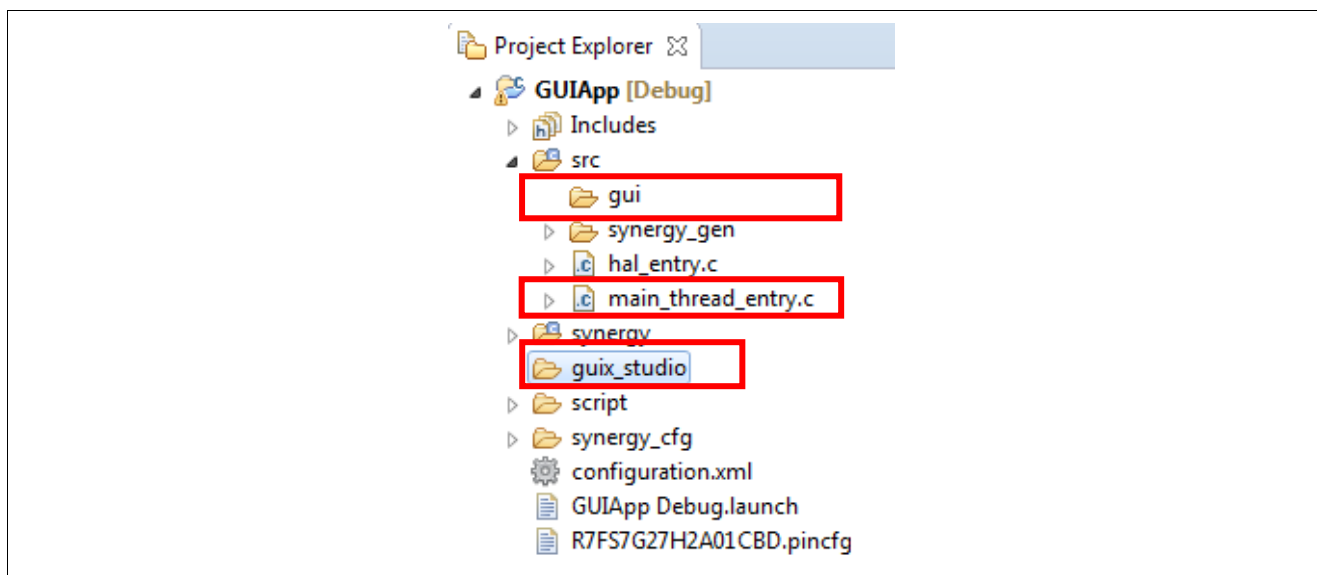 Project Explorer
GUIApp [Debug]
Includes
src
gui
synergy_gen
hal_entry.c
main_thread_entry.c
synergy
guix_studio
script
synergy_cfg
configuration.xml
GUIApp Debug.launch
R7FS7G27H2A01CBD.pincfg